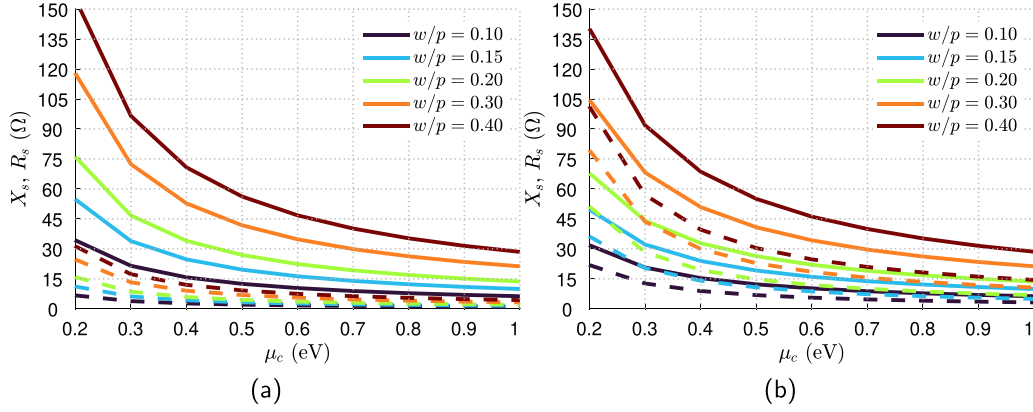 150
135
120
105
90
75
60
45
30
15
0
X_s, R_s (Ω)
w/p = 0.10
w/p = 0.15
w/p = 0.20
w/p = 0.30
w/p = 0.40
0.2 0.3 0.4 0.5 0.6 0.7 0.8 0.9 1
μ_c (eV)
(a)
150
135
120
105
90
75
60
45
30
15
0
X_s, R_s (Ω)
w/p = 0.10
w/p = 0.15
w/p = 0.20
w/p = 0.30
w/p = 0.40
0.2 0.3 0.4 0.5 0.6 0.7 0.8 0.9 1
μ_c (eV)
(b)